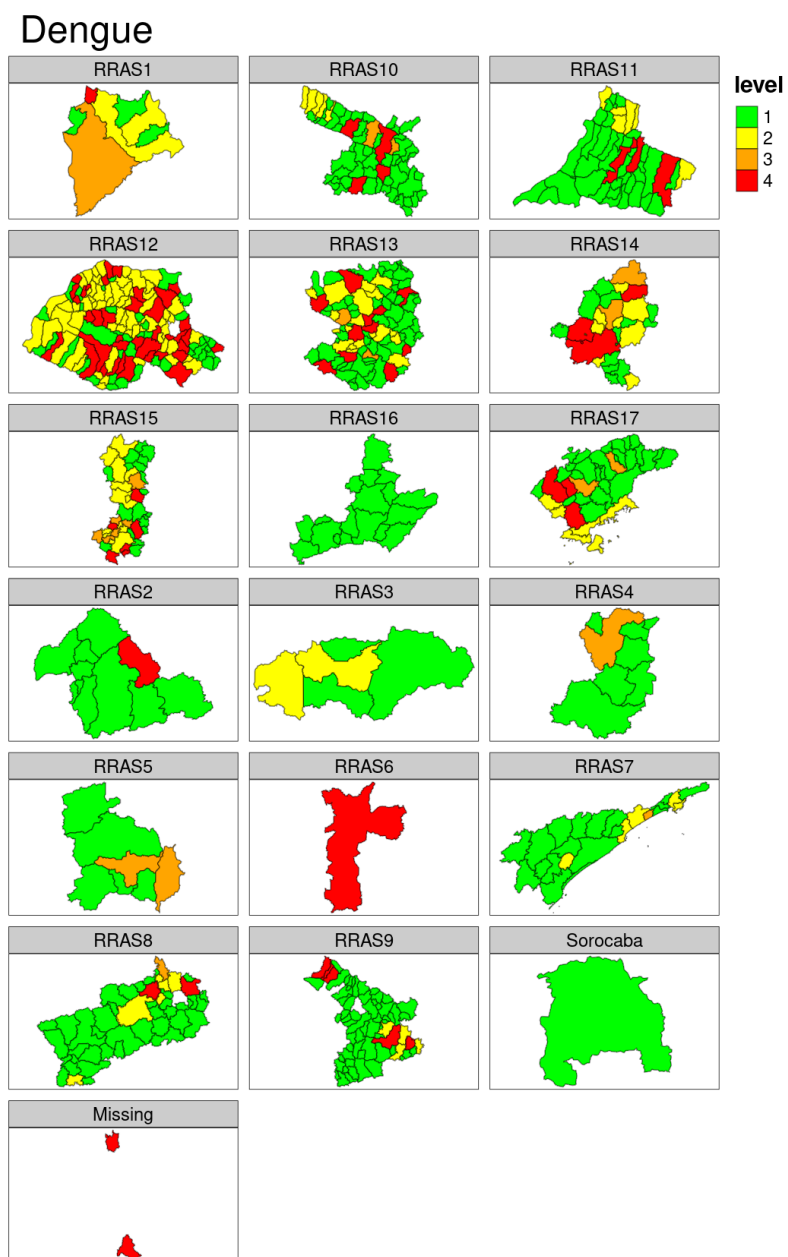 Dengue
RRAS1
RRAS10
RRAS11
level
1
2
3
4
RRAS12
RRAS13
RRAS14
RRAS15
RRAS16
RRAS17
RRAS2
RRAS3
RRAS4
RRAS5
RRAS6
RRAS7
RRAS8
RRAS9
Sorocaba
Missing